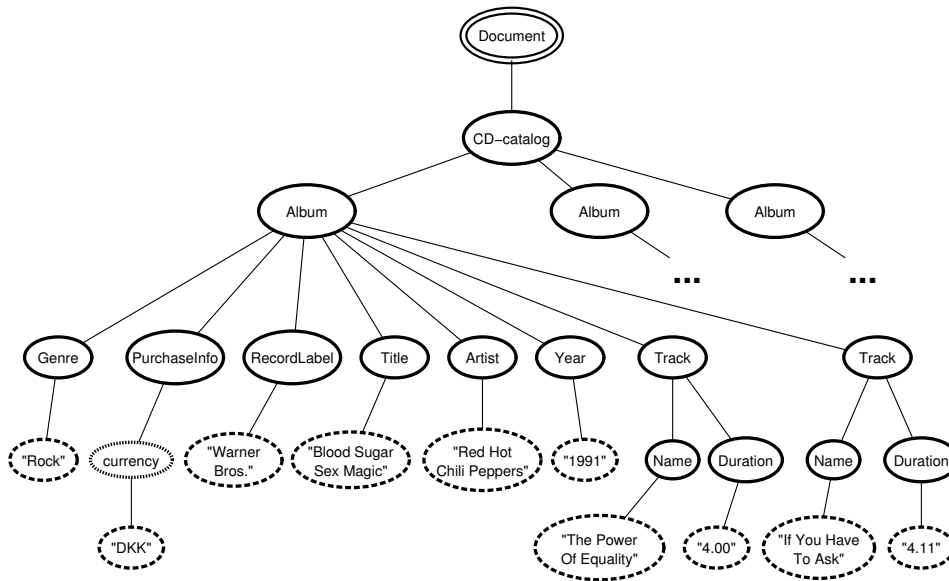 Document
CD−catalog
Album
Album
Album
...
...
Genre
PurchaseInfo
RecordLabel
Title
Artist
Year
Track
Track
"Rock"
currency
"Warner
Bros."
"Blood Sugar
Sex Magic"
"Red Hot
Chili Peppers"
"1991"
Name
Duration
Name
Duration
"DKK"
"The Power
Of Equality"
"4.00"
"If You Have
To Ask"
"4.11"